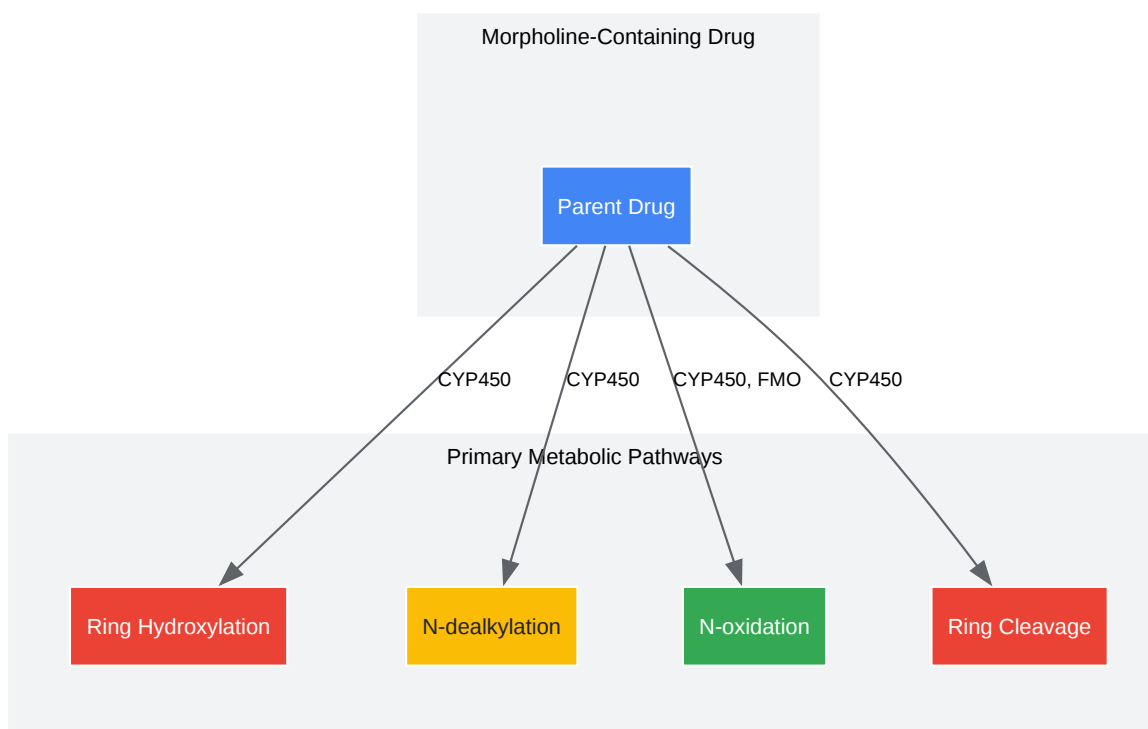 Morpholine-Containing Drug
Parent Drug
CYP450
CYP450
CYP450, FMO
CYP450
Primary Metabolic Pathways
Ring Hydroxylation
N-dealkylation
N-oxidation
Ring Cleavage